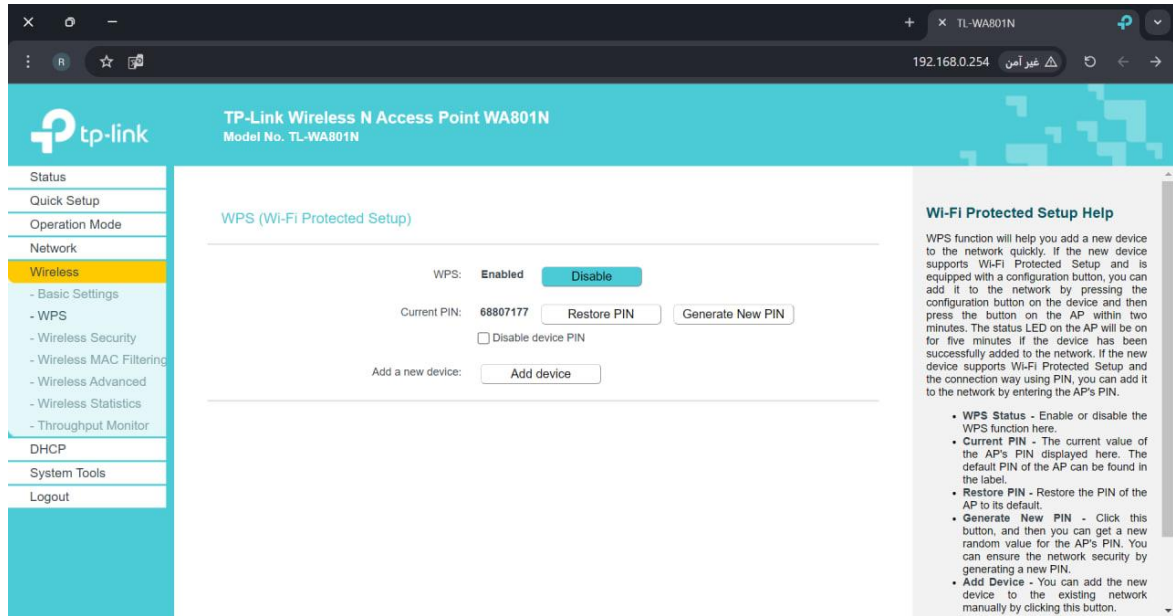 TL-WA801N
R
192.168.0.254 غير آمن
tp-link
TP-Link Wireless N Access Point WA801N
Model No. TL-WA801N
Status
Quick Setup
Operation Mode
Network
Wireless
- Basic Settings
- WPS
- Wireless Security
- Wireless MAC Filtering
- Wireless Advanced
- Wireless Statistics
- Throughput Monitor
DHCP
System Tools
Logout
WPS (Wi-Fi Protected Setup)
WPS: Enabled Disable
Current PIN: 68807177 Restore PIN Generate New PIN
Disable device PIN
Add a new device: Add device
Wi-Fi Protected Setup Help
WPS function will help you add a new device
to the network quickly. If the new device
supports Wi-Fi Protected Setup and is
equipped with a configuration button, you can
add it to the network by pressing the
configuration button on the device and then
press the button on the AP within two
minutes. The status LED on the AP will be on
for five minutes if the device has been
successfully added to the network. If the new
device supports Wi-Fi Protected Setup and
the connection way using PIN, you can add it
to the network by entering the AP's PIN.
• WPS Status - Enable or disable the
WPS function here.
• Current PIN - The current value of
the AP's PIN displayed here. The
default PIN of the AP can be found in
the label.
• Restore PIN - Restore the PIN of the
AP to its default.
• Generate New PIN - Click this
button, and then you can get a new
random value for the AP's PIN. You
can ensure the network security by
generating a new PIN.
• Add Device - You can add the new
device to the existing network
manually by clicking this button.